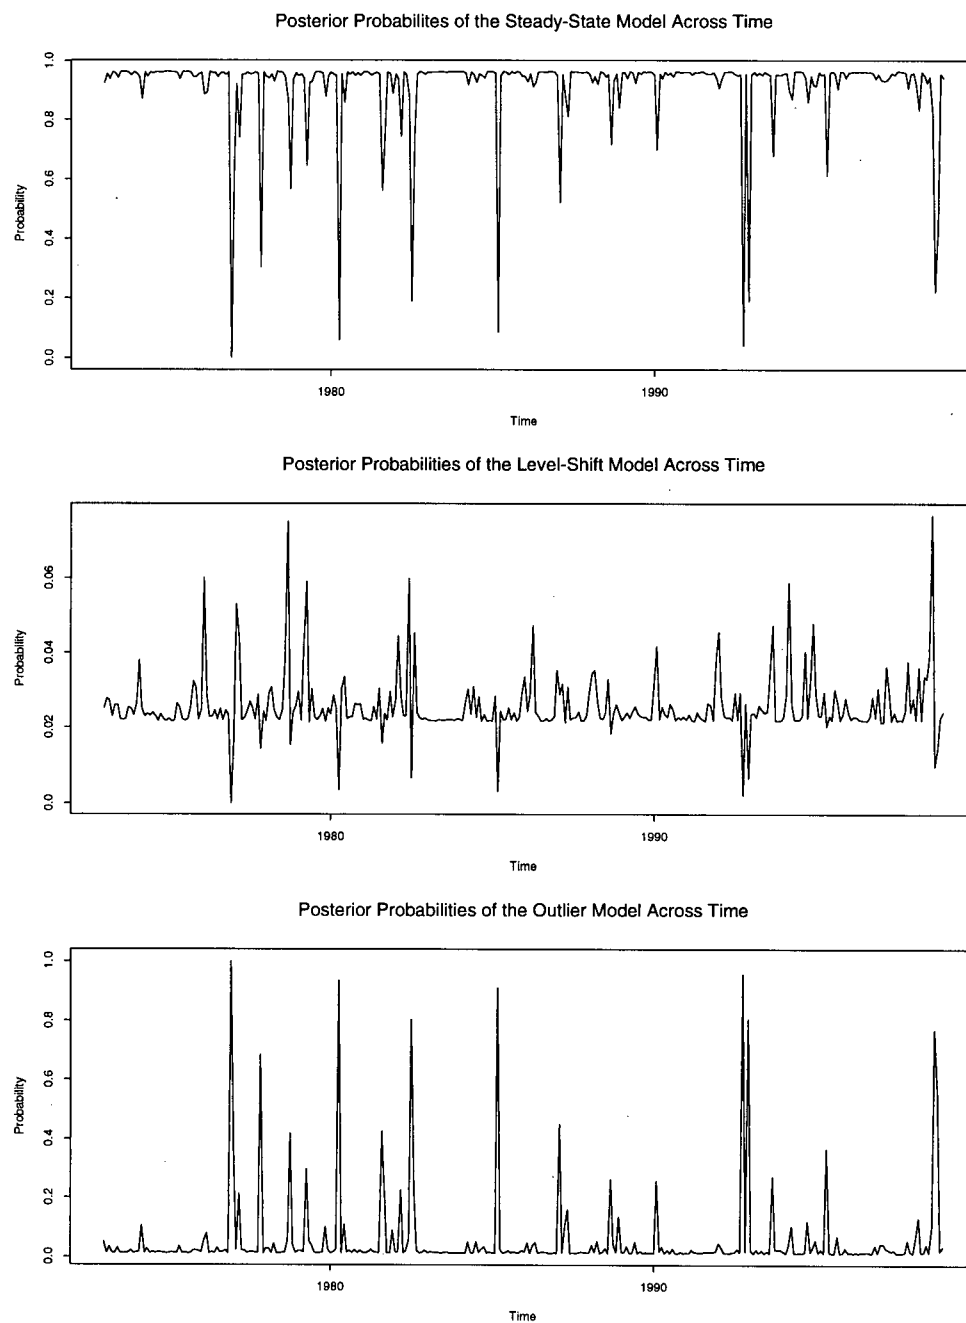 Posterior Probabilites of the Steady-State Model Across Time
1.0
0.8
0.6
0.4
0.2
0.0
Probability
1980
1990
Time
Posterior Probabilities of the Level-Shift Model Across Time
0.06
0.04
0.02
0.0
Probability
1980
1990
Time
Posterior Probabilities of the Outlier Model Across Time
1.0
0.8
0.6
0.4
0.2
0.0
Probability
1980
1990
Time